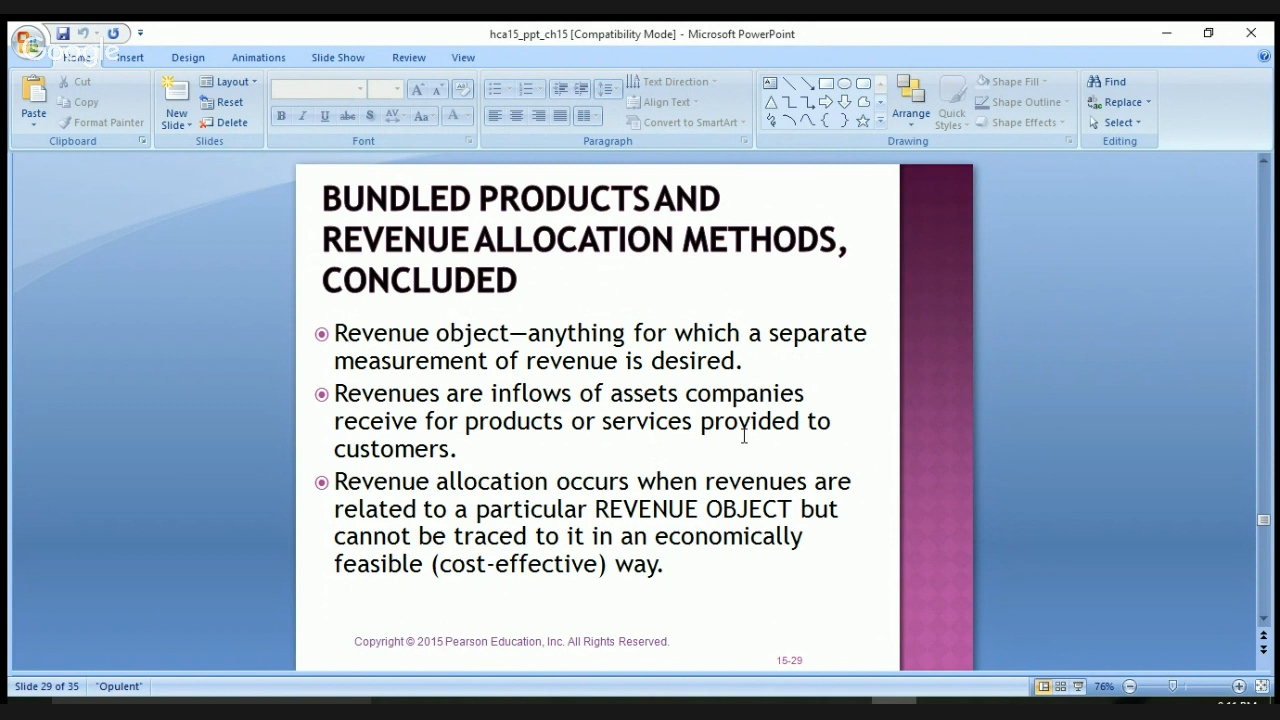 hca15_ppt_ch15 [Compatibility Mode] - Microsoft PowerPoint
Google
Home Insert Design Animations Slide Show Review View
Paste
Cut
Copy
Format Painter
Clipboard
New
Slide
Layout
Reset
Delete
Slides
B I U abc S AV Aa A
Font
Text Direction
Align Text
Convert to SmartArt
Paragraph
Arrange
Quick
Styles
Shape Fill
Shape Outline
Shape Effects
Drawing
Find
Replace
Select
Editing
BUNDLED PRODUCTS AND
REVENUE ALLOCATION METHODS,
CONCLUDED
Revenue object—anything for which a separate
measurement of revenue is desired.
Revenues are inflows of assets companies
receive for products or services provided to
customers.
Revenue allocation occurs when revenues are
related to a particular REVENUE OBJECT but
cannot be traced to it in an economically
feasible (cost-effective) way.
Copyright © 2015 Pearson Education, Inc. All Rights Reserved.
15-29
Slide 29 of 35 "Opulent" 76%